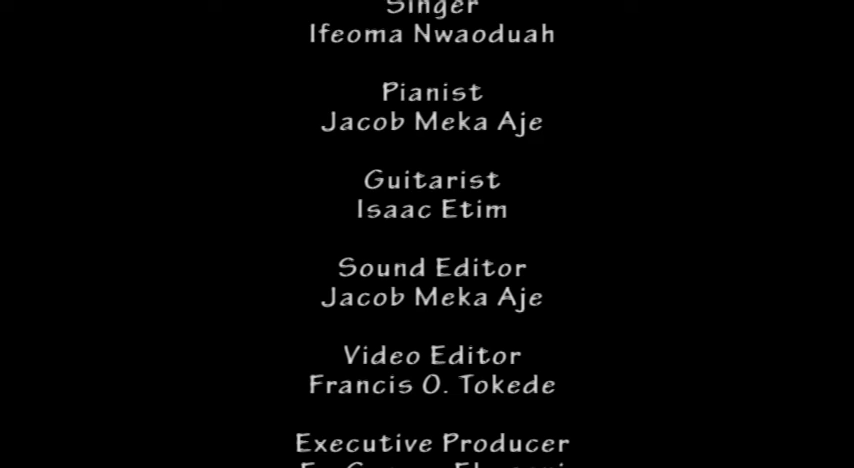 Singer
Ifeoma Nwaoduah
Pianist
Jacob Meka Aje
Guitarist
Isaac Etim
Sound Editor
Jacob Meka Aje
Video Editor
Francis O. Tokede
Executive Producer